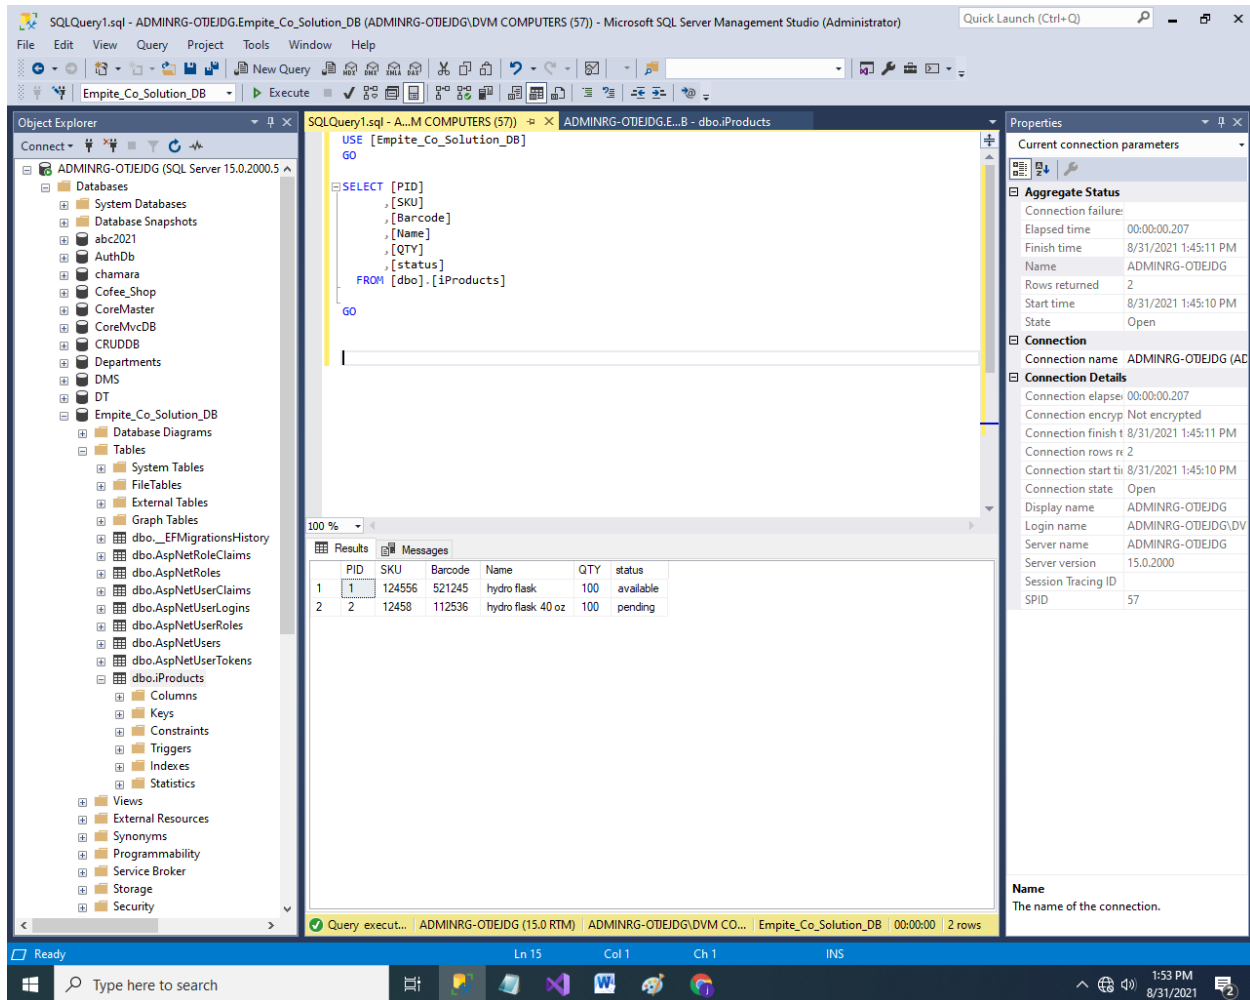 SQLQuery1.sql - ADMINRG-OTJEJDG.Empite_Co_Solution_DB (ADMINRG-OTJEJDG\DVM COMPUTERS (57)) - Microsoft SQL Server Management Studio (Administrator)
Quick Launch (Ctrl+Q)
File Edit View Query Project Tools Window Help
New Query
Empite_Co_Solution_DB
Execute
Object Explorer
Connect
ADMINRG-OTJEJDG (SQL Server 15.0.2000.5
Databases
System Databases
Database Snapshots
abc2021
AuthDb
chamara
Cofee_Shop
CoreMaster
CoreMvcDB
CRUDDB
Departments
DMS
DT
Empite_Co_Solution_DB
Database Diagrams
Tables
System Tables
FileTables
External Tables
Graph Tables
dbo.__EFMigrationsHistory
dbo.AspNetRoleClaims
dbo.AspNetRoles
dbo.AspNetUserClaims
dbo.AspNetUserLogins
dbo.AspNetUserRoles
dbo.AspNetUsers
dbo.AspNetUserTokens
dbo.iProducts
Columns
Keys
Constraints
Triggers
Indexes
Statistics
Views
External Resources
Synonyms
Programmability
Service Broker
Storage
Security
SQLQuery1.sql - A...M COMPUTERS (57))
ADMINRG-OTJEJDG.E...B - dbo.iProducts
USE [Empite_Co_Solution_DB]
GO
SELECT [PID]
,[SKU]
,[Barcode]
,[Name]
,[QTY]
,[status]
FROM [dbo].[iProducts]
GO
100 %
Results Messages
PID SKU Barcode Name QTY status
1 1 124556 521245 hydro flask 100 available
2 2 12458 112536 hydro flask 40 oz 100 pending
Query execut... ADMINRG-OTJEJDG (15.0 RTM) ADMINRG-OTJEJDG\DVM CO... Empite_Co_Solution_DB 00:00:00 2 rows
Properties
Current connection parameters
Aggregate Status
Connection failures
Elapsed time 00:00:00.207
Finish time 8/31/2021 1:45:11 PM
Name ADMINRG-OTJEJDG
Rows returned 2
Start time 8/31/2021 1:45:10 PM
State Open
Connection
Connection name ADMINRG-OTJEJDG (AD
Connection Details
Connection elapse 00:00:00.207
Connection encryp Not encrypted
Connection finish t 8/31/2021 1:45:11 PM
Connection rows re 2
Connection start ti 8/31/2021 1:45:10 PM
Connection state Open
Display name ADMINRG-OTJEJDG
Login name ADMINRG-OTJEJDG\DV
Server name ADMINRG-OTJEJDG
Server version 15.0.2000
Session Tracing ID
SPID 57
Name
The name of the connection.
Ready Ln 15 Col 1 Ch 1 INS
Type here to search
1:53 PM
8/31/2021
2